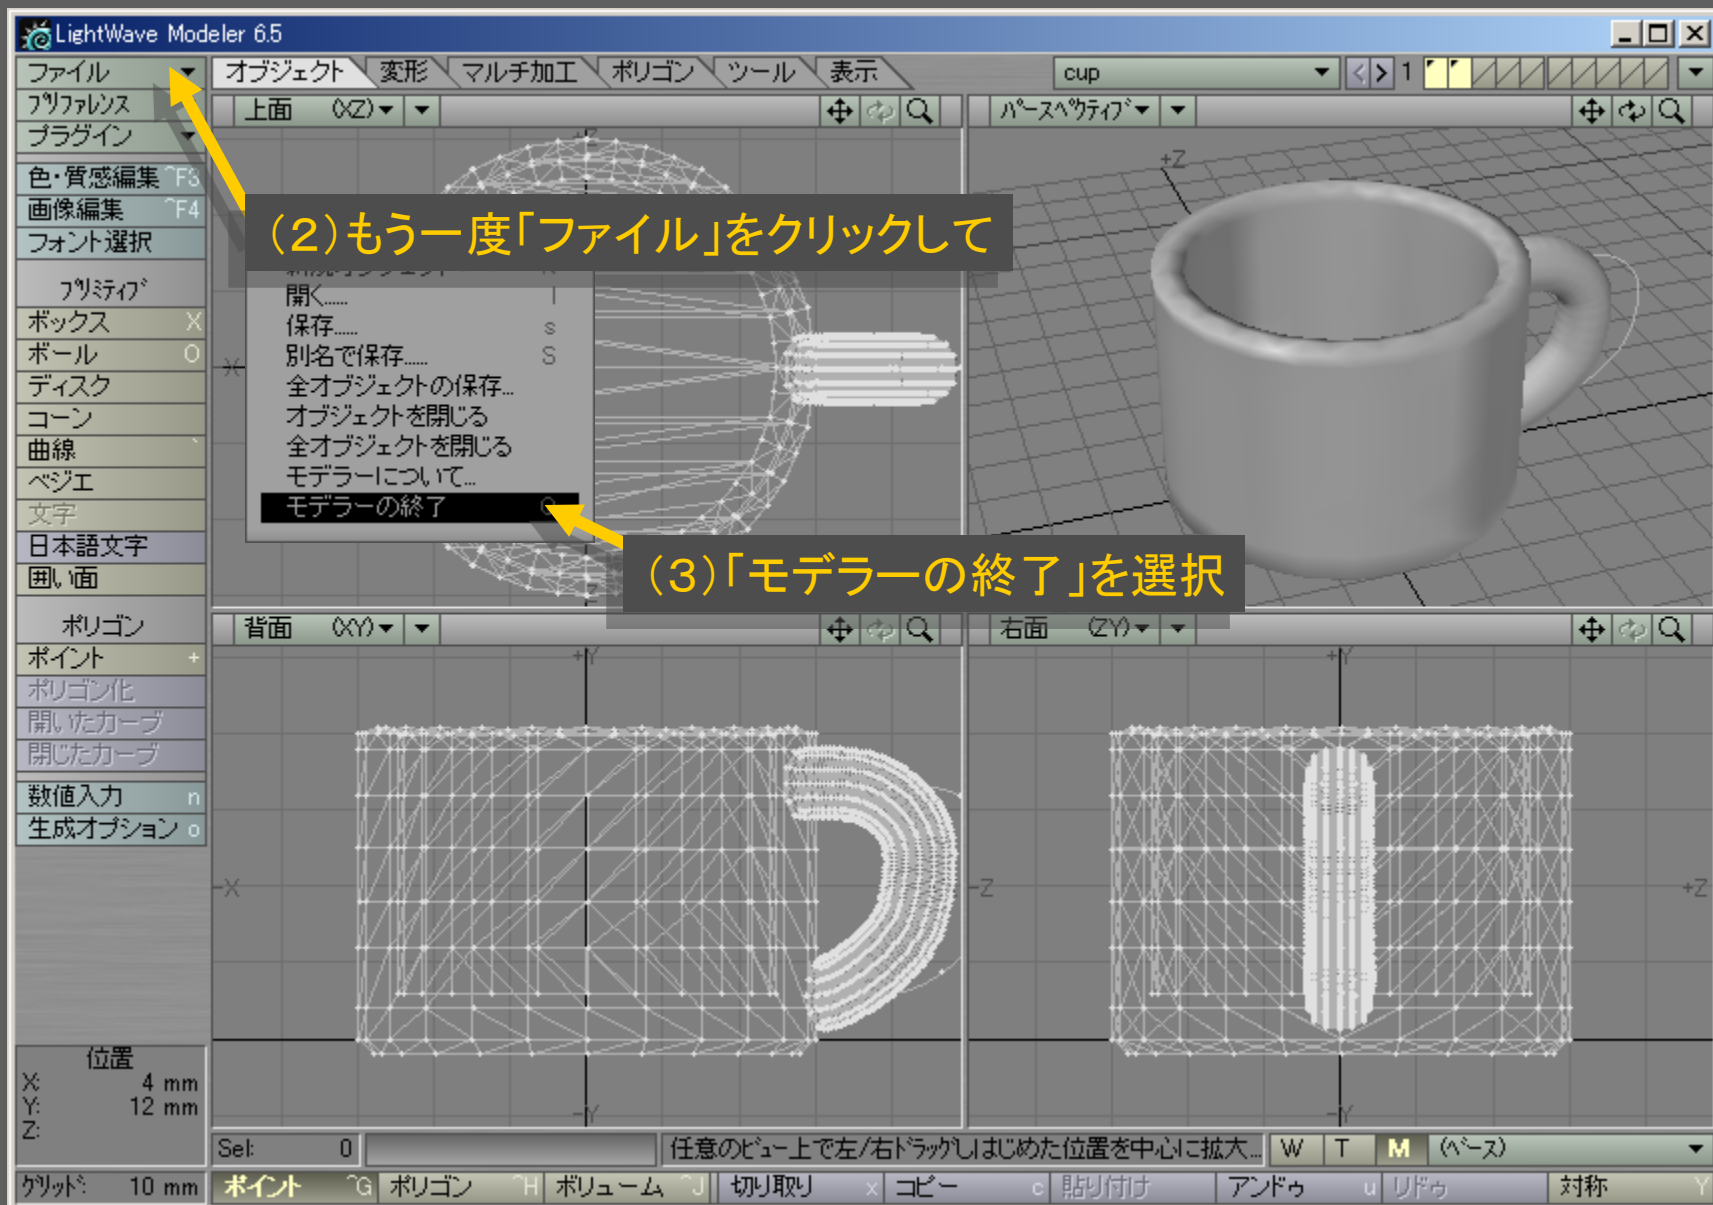 LightWave Modeler 6.5
ファイル
オブジェクト 変形 マルチ加工 ポリゴン ツール 表示
cup
1
プリファレンス
プラグイン
上面 (XZ)
パースペクティブ
色・質感編集 ^F3
画像編集 ^F4
フォント選択
プリミティブ
ボックス X
ボール O
ディスク
コーン
曲線 `
ベジエ
文字
日本語文字
囲い面
ポリゴン
ポイント +
ポリゴン化
開いたカーブ
閉じたカーブ
数値入力 n
生成オプション o
(2)もう一度「ファイル」をクリックして
開く.....
保存..... s
別名で保存..... S
全オブジェクトの保存...
オブジェクトを閉じる
全オブジェクトを閉じる
モデラーについて...
モデラーの終了
(3)「モデラーの終了」を選択
+Z
-X
背面 (XY)
右面 (ZY)
+Y
-X
-Y
+Y
-Z
+Z
-Y
位置
X: 4 mm
Y: 12 mm
Z:
グリッド: 10 mm
Sel: 0
任意のビュー上で左/右ドラッグしはじめた位置を中心に拡大...
W T M (ベース)
ポイント ^G ポリゴン ^H ボリューム ^J 切り取り x コピー c 貼り付け アンドゥ u リドゥ 対称 Y